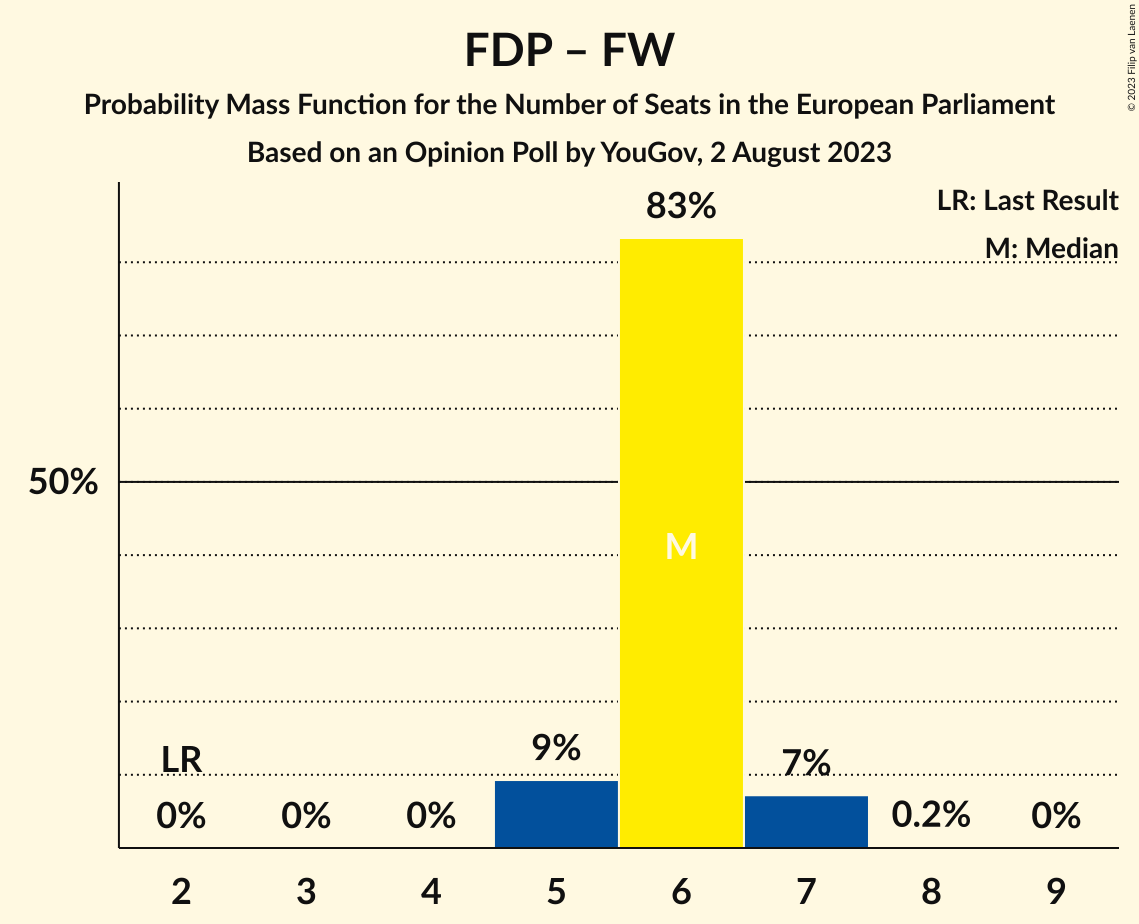 FDP – FW
Probability Mass Function for the Number of Seats in the European Parliament
Based on an Opinion Poll by YouGov, 2 August 2023
© 2023 Filip van Laenen
LR: Last Result
M: Median
83%
50%
M
LR
9%
7%
0%
0%
0%
0.2%
0%
2 3 4 5 6 7 8 9